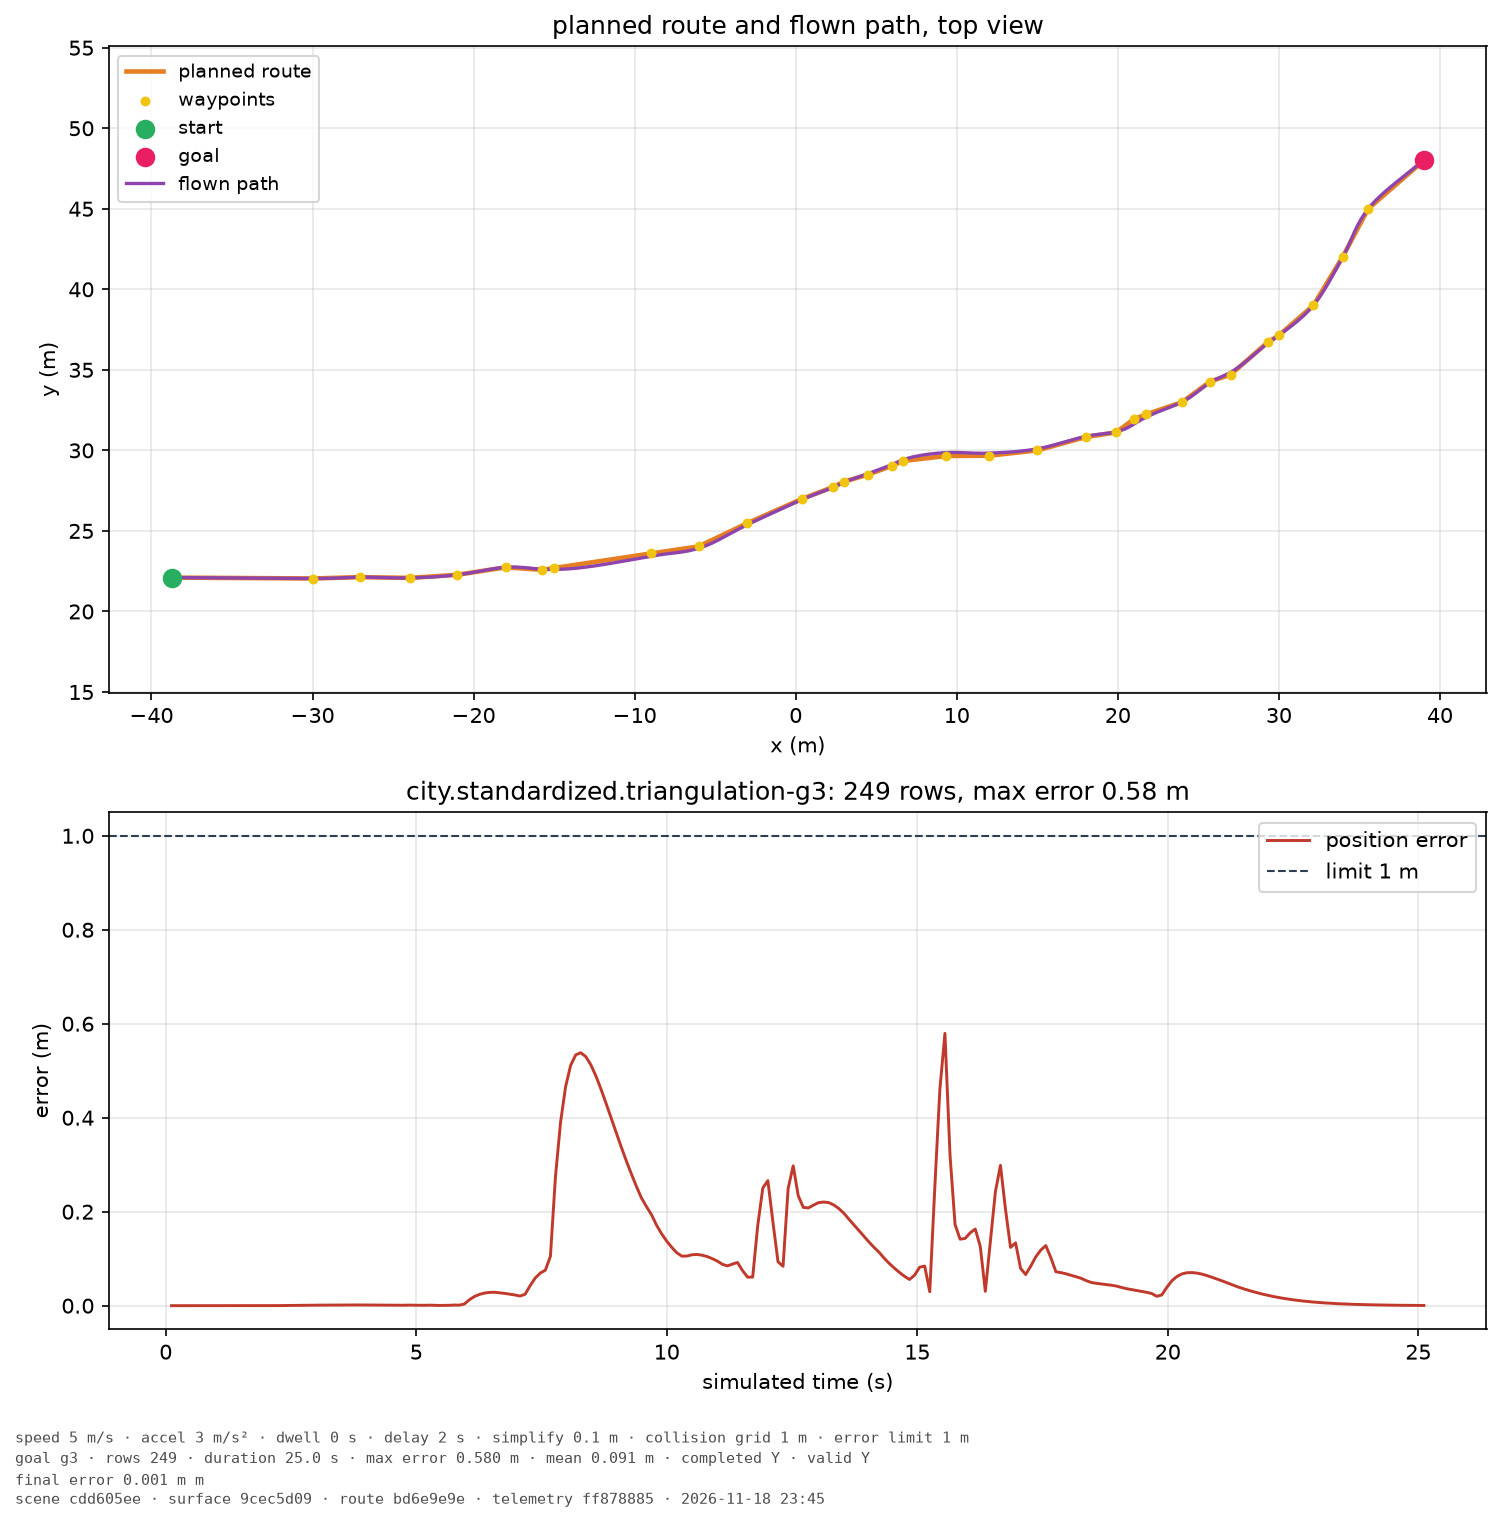 planned route and flown path, top view
55
50
45
40
35
30
25
20
15
y (m)
planned route
waypoints
start
goal
flown path
−40
−30
−20
−10
0
10
20
30
40
x (m)
city.standardized.triangulation-g3: 249 rows, max error 0.58 m
1.0
0.8
0.6
0.4
0.2
0.0
error (m)
position error
limit 1 m
0
5
10
15
20
25
simulated time (s)
speed 5 m/s · accel 3 m/s² · dwell 0 s · delay 2 s · simplify 0.1 m · collision grid 1 m · error limit 1 m
goal g3 · rows 249 · duration 25.0 s · max error 0.580 m · mean 0.091 m · completed Y · valid Y
final error 0.001 m m
scene cdd605ee · surface 9cec5d09 · route bd6e9e9e · telemetry ff878885 · 2026-11-18 23:45